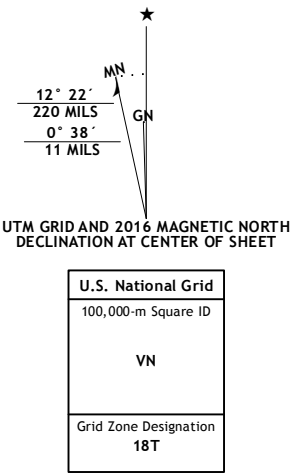 MN
12° 22´
220 MILS
GN
0° 38´
11 MILS
UTM GRID AND 2016 MAGNETIC NORTH
DECLINATION AT CENTER OF SHEET
U.S. National Grid
100,000-m Square ID
VN
Grid Zone Designation
18T